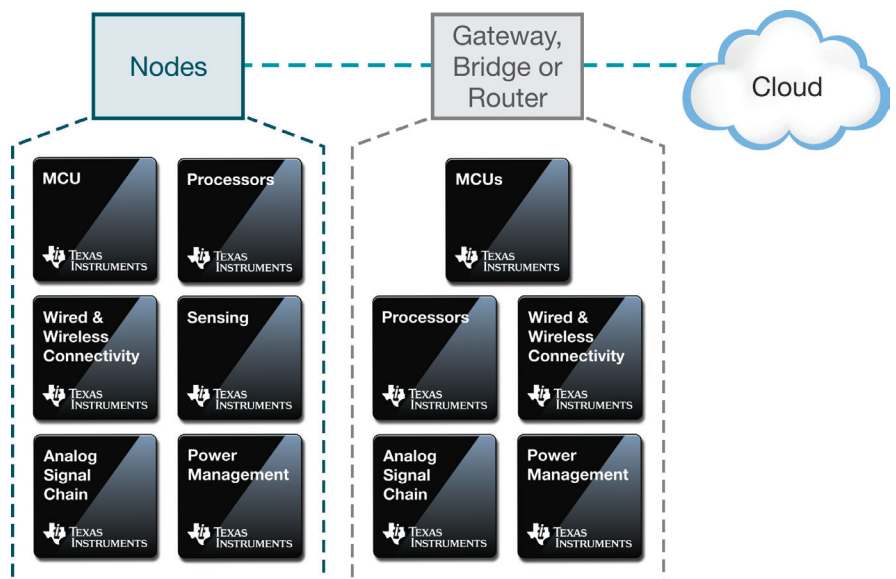 Nodes
Gateway,
Bridge or
Router
Cloud
MCU
TEXAS
INSTRUMENTS
Processors
TEXAS
INSTRUMENTS
MCUs
TEXAS
INSTRUMENTS
Wired &
Wireless
Connectivity
TEXAS
INSTRUMENTS
Sensing
TEXAS
INSTRUMENTS
Processors
TEXAS
INSTRUMENTS
Wired &
Wireless
Connectivity
TEXAS
INSTRUMENTS
Analog
Signal
Chain
TEXAS
INSTRUMENTS
Power
Management
TEXAS
INSTRUMENTS
Analog
Signal
Chain
TEXAS
INSTRUMENTS
Power
Management
TEXAS
INSTRUMENTS